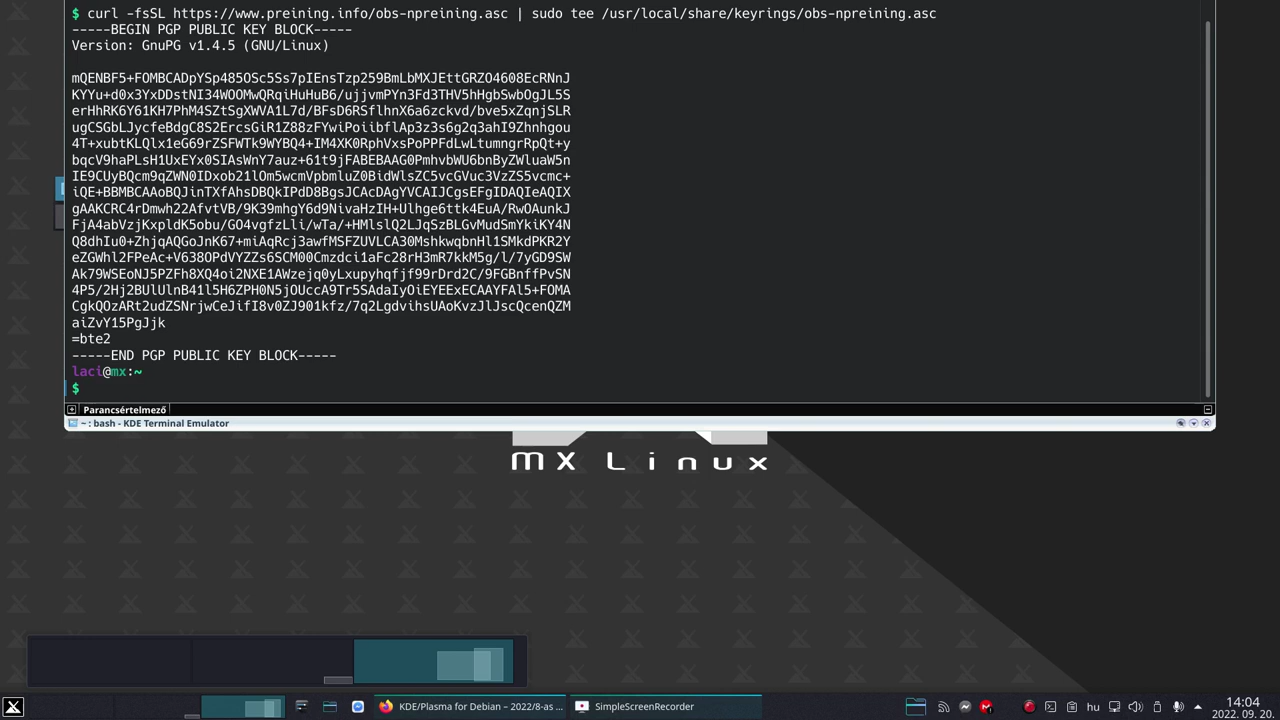 $ curl -fsSL https://www.preining.info/obs-npreining.asc | sudo tee /usr/local/share/keyrings/obs-npreining.asc
-----BEGIN PGP PUBLIC KEY BLOCK-----
Version: GnuPG v1.4.5 (GNU/Linux)
mQENBF5+FOMBCADpYSp485OSc5Ss7pIEnsTzp259BmLbMXJEttGRZO4608EcRNnJ
KYYu+d0x3YxDDstNI34WOOMwQRqiHuHuB6/ujjvmPYn3Fd3THV5hHgbSwbOgJL5S
erHhRK6Y61KH7PhM4SZtSgXWVA1L7d/BFsD6RSflhnX6a6zckvd/bve5xZqnjSLR
ugCSGbLJycfeBdgC8S2ErcsGiR1Z88zFYwiPoiibflAp3z3s6g2q3ahI9Zhnhgou
4T+xubtKLQlx1eG69rZSFWTk9WYBQ4+IM4XK0RphVxsPoPPFdLwLtumngrRpQt+y
bqcV9haPLsH1UxEYx0SIAsWnY7auz+61t9jFABEBAAG0PmhvbWU6bnByZWluaW5n
IE9CUyBQcm9qZWN0IDxob21lOm5wcmVpbmluZ0BidWlsZC5vcGVuc3VzZS5vcmc+
iQE+BBMBCAAoBQJinTXfAhsDBQkIPdD8BgsJCAcDAgYVCAIJCgsEFgIDAQIeAQIX
gAAKCRC4rDmwh22AfvtVB/9K39mhgY6d9NivaHzIH+Ulhge6ttk4EuA/RwOAunkJ
FjA4abVzjKxpldK5obu/GO4vgfzLli/wTa/+HMlslQ2LJqSzBLGvMudSmYkiKY4N
Q8dhIu0+ZhjqAQGoJnK67+miAqRcj3awfMSFZUVLCA30MshkwqbnHl1SMkdPKR2Y
eZGWhl2FPeAc+V638OPdVYZZs6SCM00Cmzdci1aFc28rH3mR7kkM5g/l/7yGD9SW
Ak79WSEoNJ5PZFh8XQ4oi2NXE1AWzejq0yLxupyhqfjf99rDrd2C/9FGBnffPvSN
4P5/2Hj2BUlUlnB41l5H6ZPH0N5jOUccA9Tr5SAdaIyOiEYEExECAAYFAl5+FOMA
CgkQOzARt2udZSNrjwCeJifI8v0ZJ901kfz/7q2LgdvihsUAoKvzJlJscQcenQZM
aiZvY15PgJjk
=bte2
-----END PGP PUBLIC KEY BLOCK-----
laci@mx:~
$
Parancsértelmező
~ : bash - KDE Terminal Emulator
MX Linux
KDE/Plasma for Debian – 2022/8-as ...
SimpleScreenRecorder
hu
14:04
2022. 09. 20.